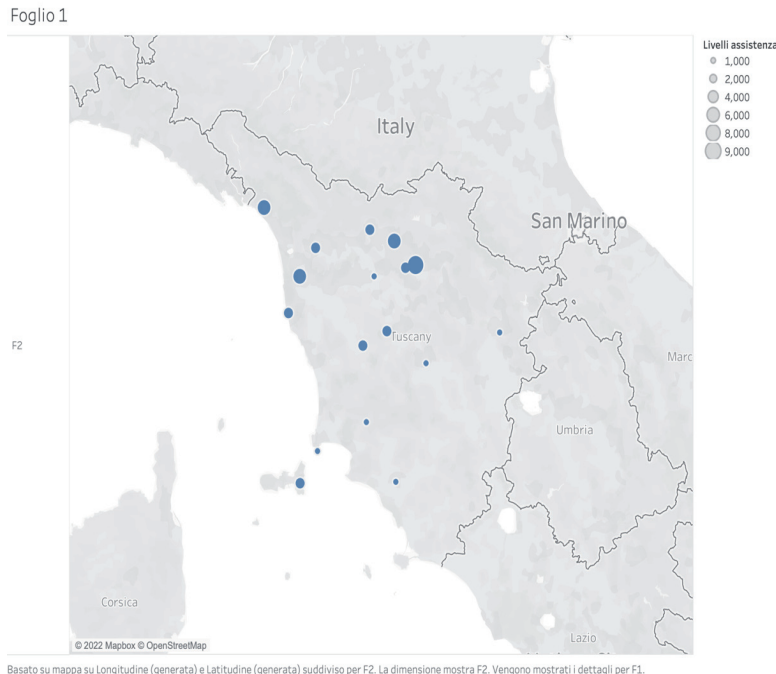 Foglio 1
Livelli assistenza
1,000
2,000
4,000
6,000
8,000
9,000
Italy
San Marino
Tuscany
F2
Marc
Umbria
Corsica
Lazio
© 2022 Mapbox © OpenStreetMap
Basato su mappa su Longitudine (generata) e Latitudine (generata) suddiviso per F2. La dimensione mostra F2. Vengono mostrati i dettagli per F1.